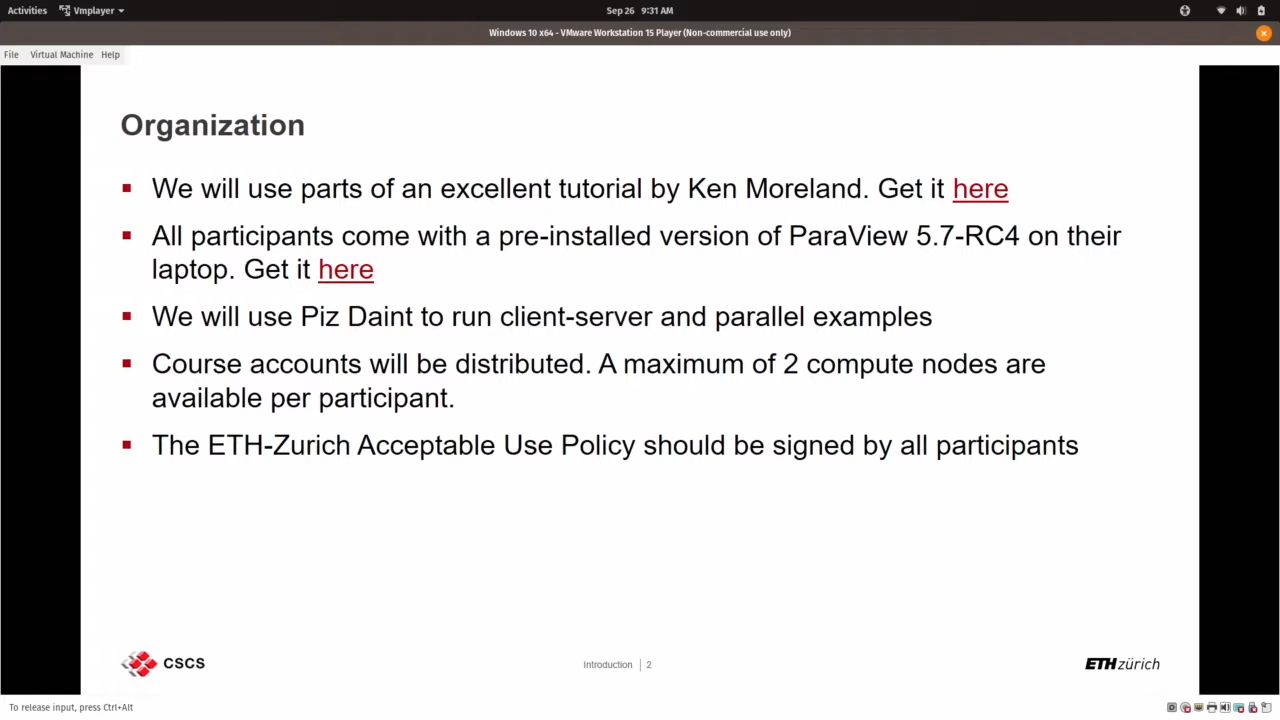 Activities Vmplayer Sep 26 9:31 AM
Windows 10 x64 - VMware Workstation 15 Player (Non-commercial use only)
File Virtual Machine Help
Organization
We will use parts of an excellent tutorial by Ken Moreland. Get it here
All participants come with a pre-installed version of ParaView 5.7-RC4 on their
laptop. Get it here
We will use Piz Daint to run client-server and parallel examples
Course accounts will be distributed. A maximum of 2 compute nodes are
available per participant.
The ETH-Zurich Acceptable Use Policy should be signed by all participants
CSCS Introduction 2 ETH zürich
To release input, press Ctrl+Alt